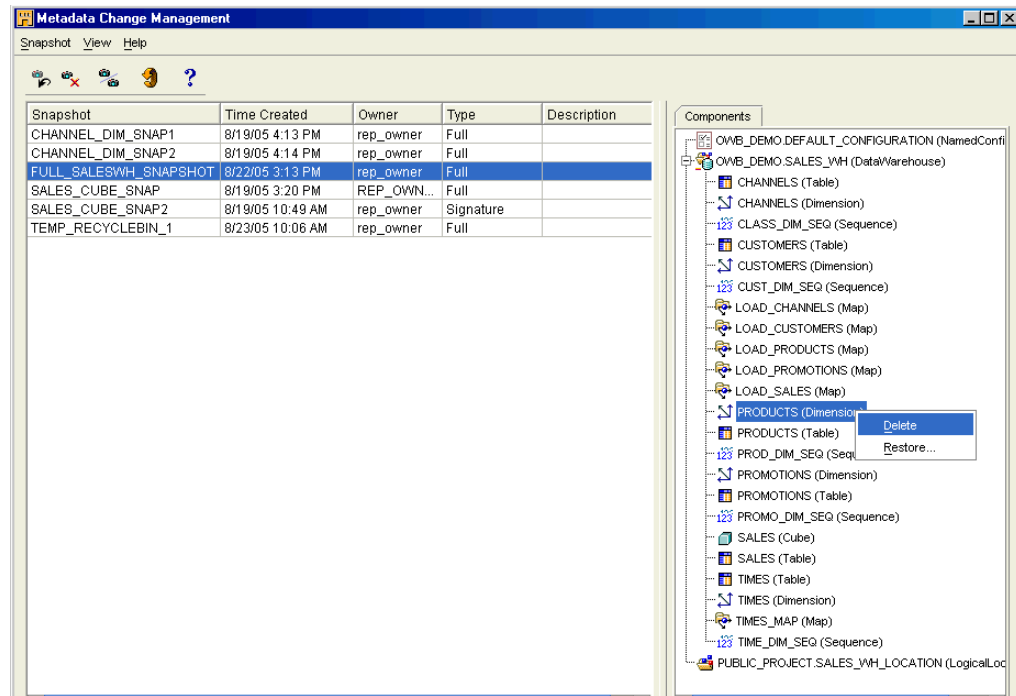 Metadata Change Management
Snapshot View Help
?
Snapshot Time Created Owner Type Description
CHANNEL_DIM_SNAP1 8/19/05 4:13 PM rep_owner Full
CHANNEL_DIM_SNAP2 8/19/05 4:14 PM rep_owner Full
FULL_SALESWH_SNAPSHOT 8/22/05 3:13 PM rep_owner Full
SALES_CUBE_SNAP 8/19/05 3:20 PM REP_OWN... Full
SALES_CUBE_SNAP2 8/19/05 10:49 AM rep_owner Signature
TEMP_RECYCLEBIN_1 8/23/05 10:06 AM rep_owner Full
Components
OWB_DEMO.DEFAULT_CONFIGURATION (NamedConfi
OWB_DEMO.SALES_WH (DataWarehouse)
CHANNELS (Table)
CHANNELS (Dimension)
123 CLASS_DIM_SEQ (Sequence)
CUSTOMERS (Table)
CUSTOMERS (Dimension)
123 CUST_DIM_SEQ (Sequence)
LOAD_CHANNELS (Map)
LOAD_CUSTOMERS (Map)
LOAD_PRODUCTS (Map)
LOAD_PROMOTIONS (Map)
LOAD_SALES (Map)
PRODUCTS (Dimension)
Delete
PRODUCTS (Table)
Restore...
123 PROD_DIM_SEQ (Sequ
PROMOTIONS (Dimension)
PROMOTIONS (Table)
123 PROMO_DIM_SEQ (Sequence)
SALES (Cube)
SALES (Table)
TIMES (Table)
TIMES (Dimension)
TIMES_MAP (Map)
123 TIME_DIM_SEQ (Sequence)
PUBLIC_PROJECT.SALES_WH_LOCATION (LogicalLoc